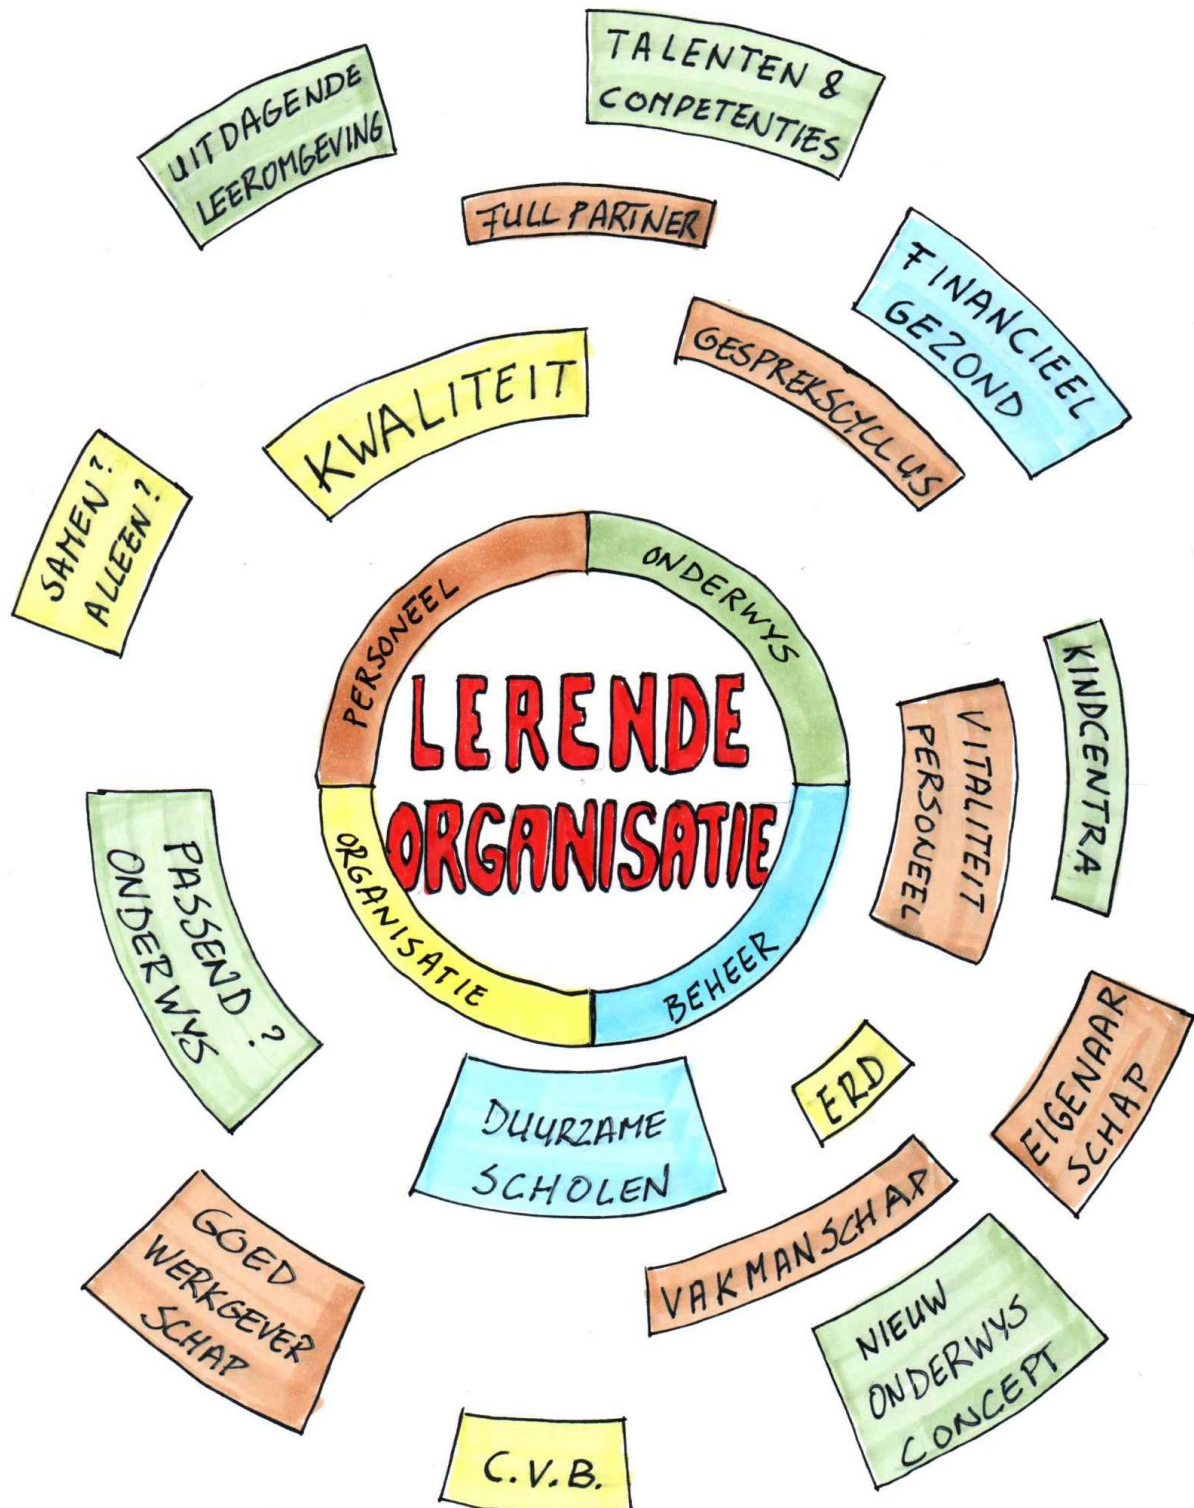 UITDAGENDE
LEEROMGEVING
TALENTEN &
COMPETENTIES
FULL PARTNER
FINANCIEEL
GEZOND
GESPREKSCYCLUS
KWALITEIT
SAMEN?
ALLEEN?
PERSONEEL
ONDERWYS
LERENDE
ORGANISATIE
ORGANISATIE
BEHEER
KINDCENTRA
VITALITEIT
PERSONEEL
PASSEND?
ONDERWYS
EIGENAAR
SCHAP
ERD
DUURZAME
SCHOLEN
VAKMANSCHAP
GOED
WERKGEVER
SCHAP
NIEUW
ONDERWYS
CONCEPT
C.V.B.